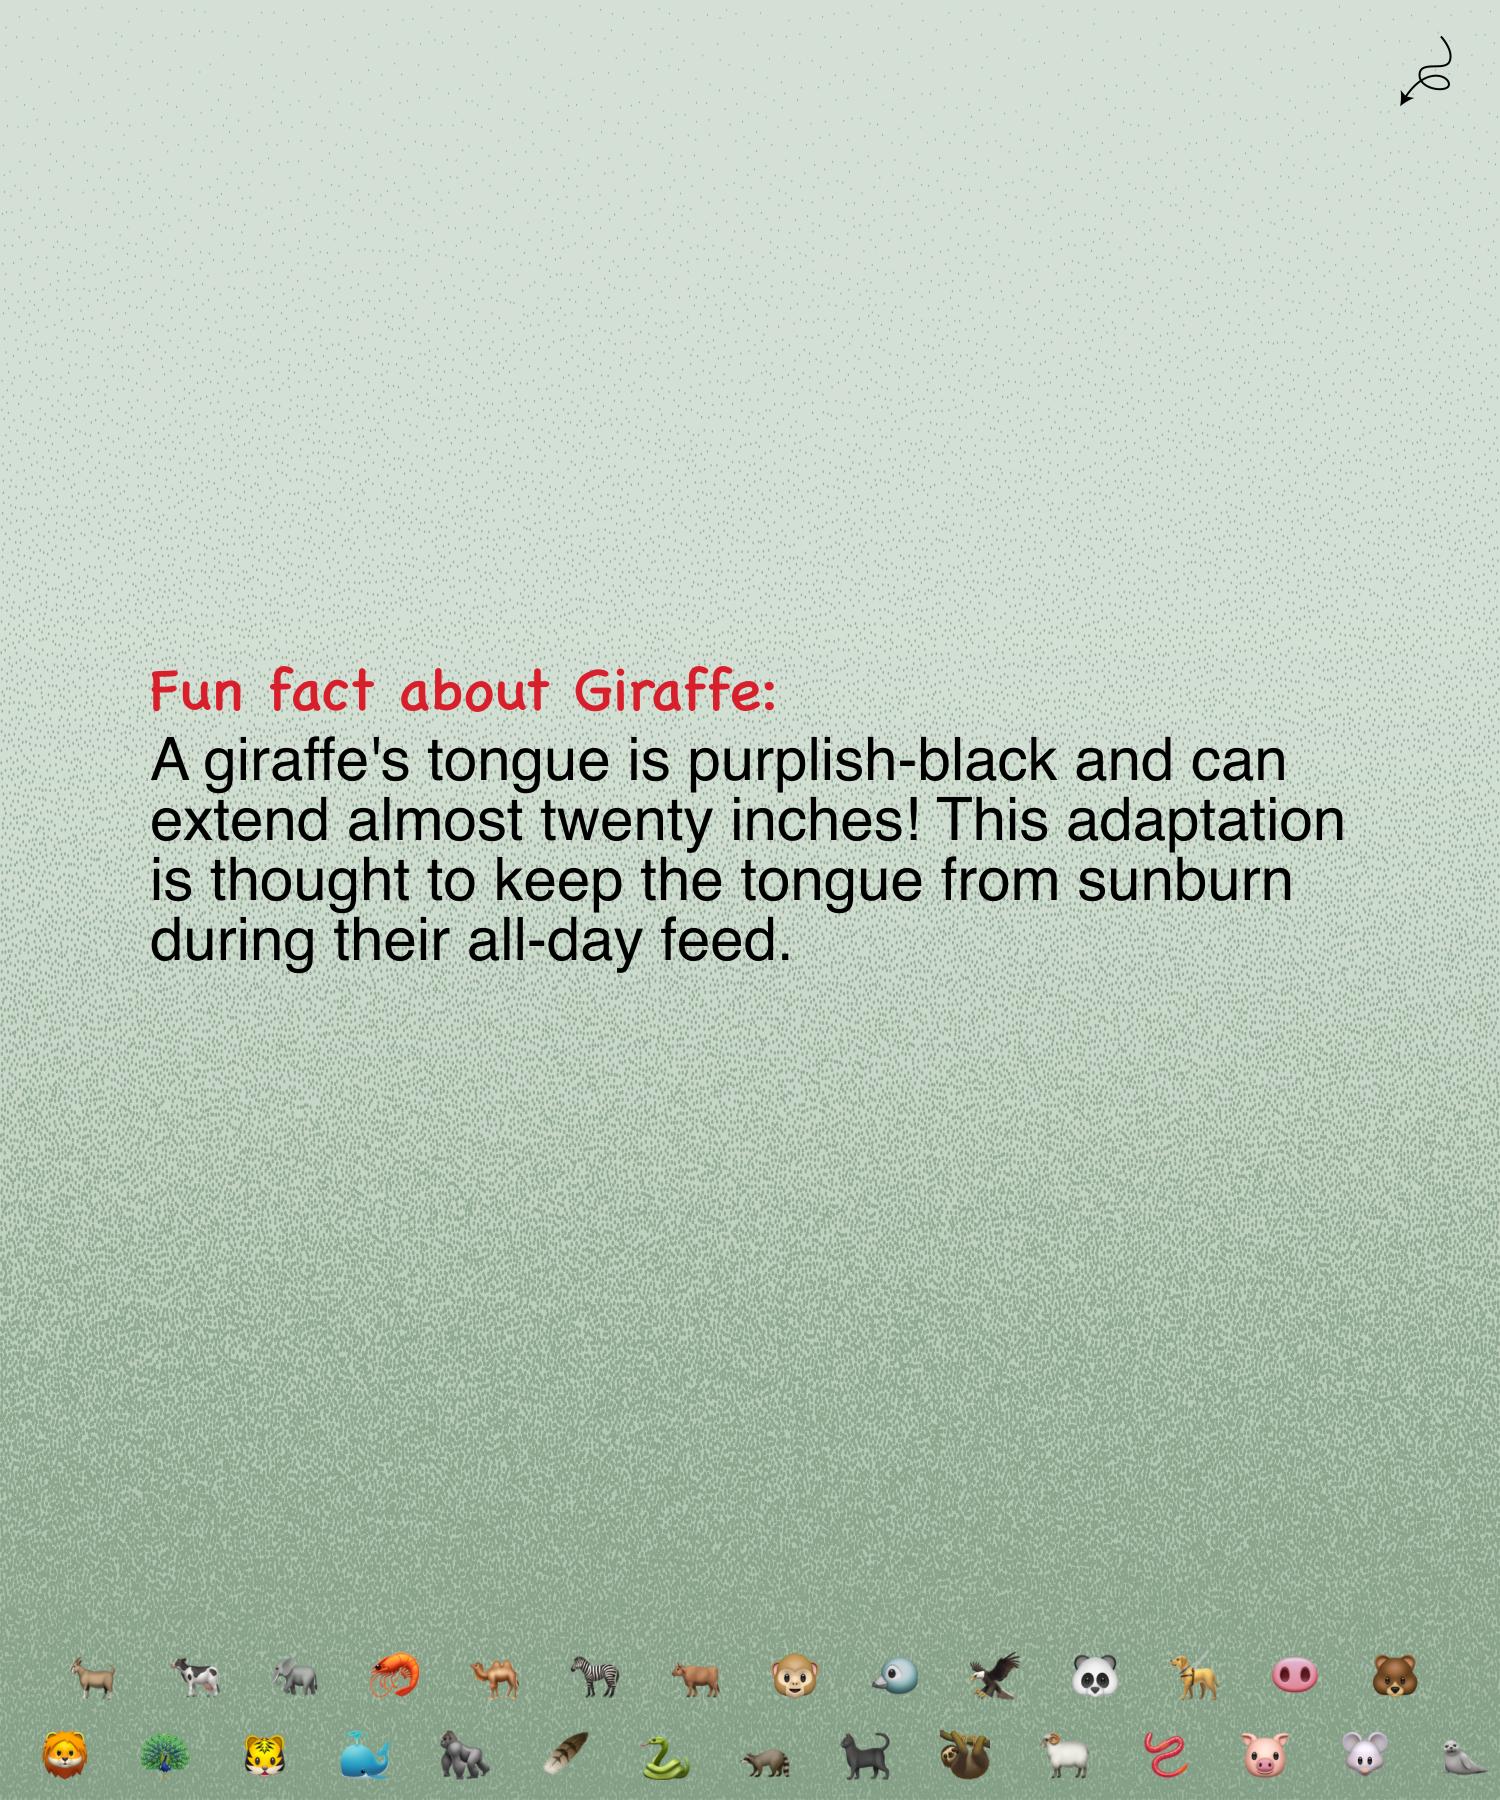 Fun fact about Giraffe:
A giraffe's tongue is purplish-black and can
extend almost twenty inches! This adaptation
is thought to keep the tongue from sunburn
during their all-day feed.